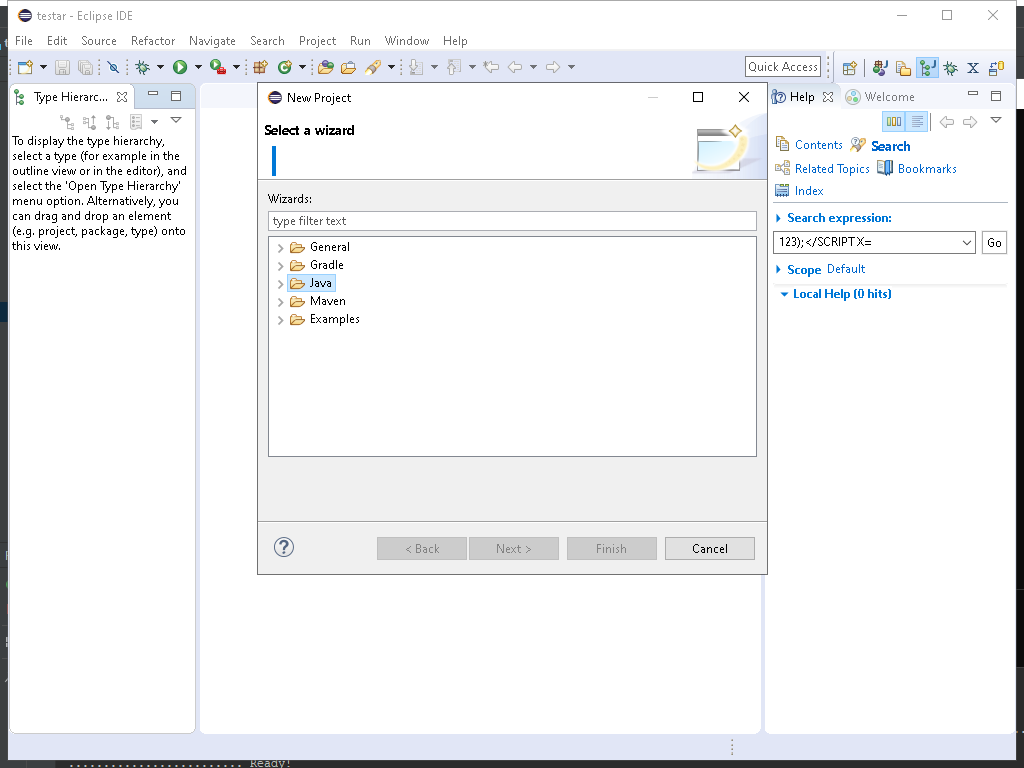 testar - Eclipse IDE
File Edit Source Refactor Navigate Search Project Run Window Help
Quick Access
Type Hierarc...
To display the type hierarchy,
select a type (for example in the
outline view or in the editor), and
select the 'Open Type Hierarchy'
menu option. Alternatively, you
can drag and drop an element
(e.g. project, package, type) onto
this view.
New Project
Select a wizard
Wizards:
type filter text
General
Gradle
Java
Maven
Examples
< Back Next > Finish Cancel
Help Welcome
Contents Search
Related Topics Bookmarks
Index
Search expression:
123);</SCRIPT X= Go
Scope Default
Local Help (0 hits)
Ready!